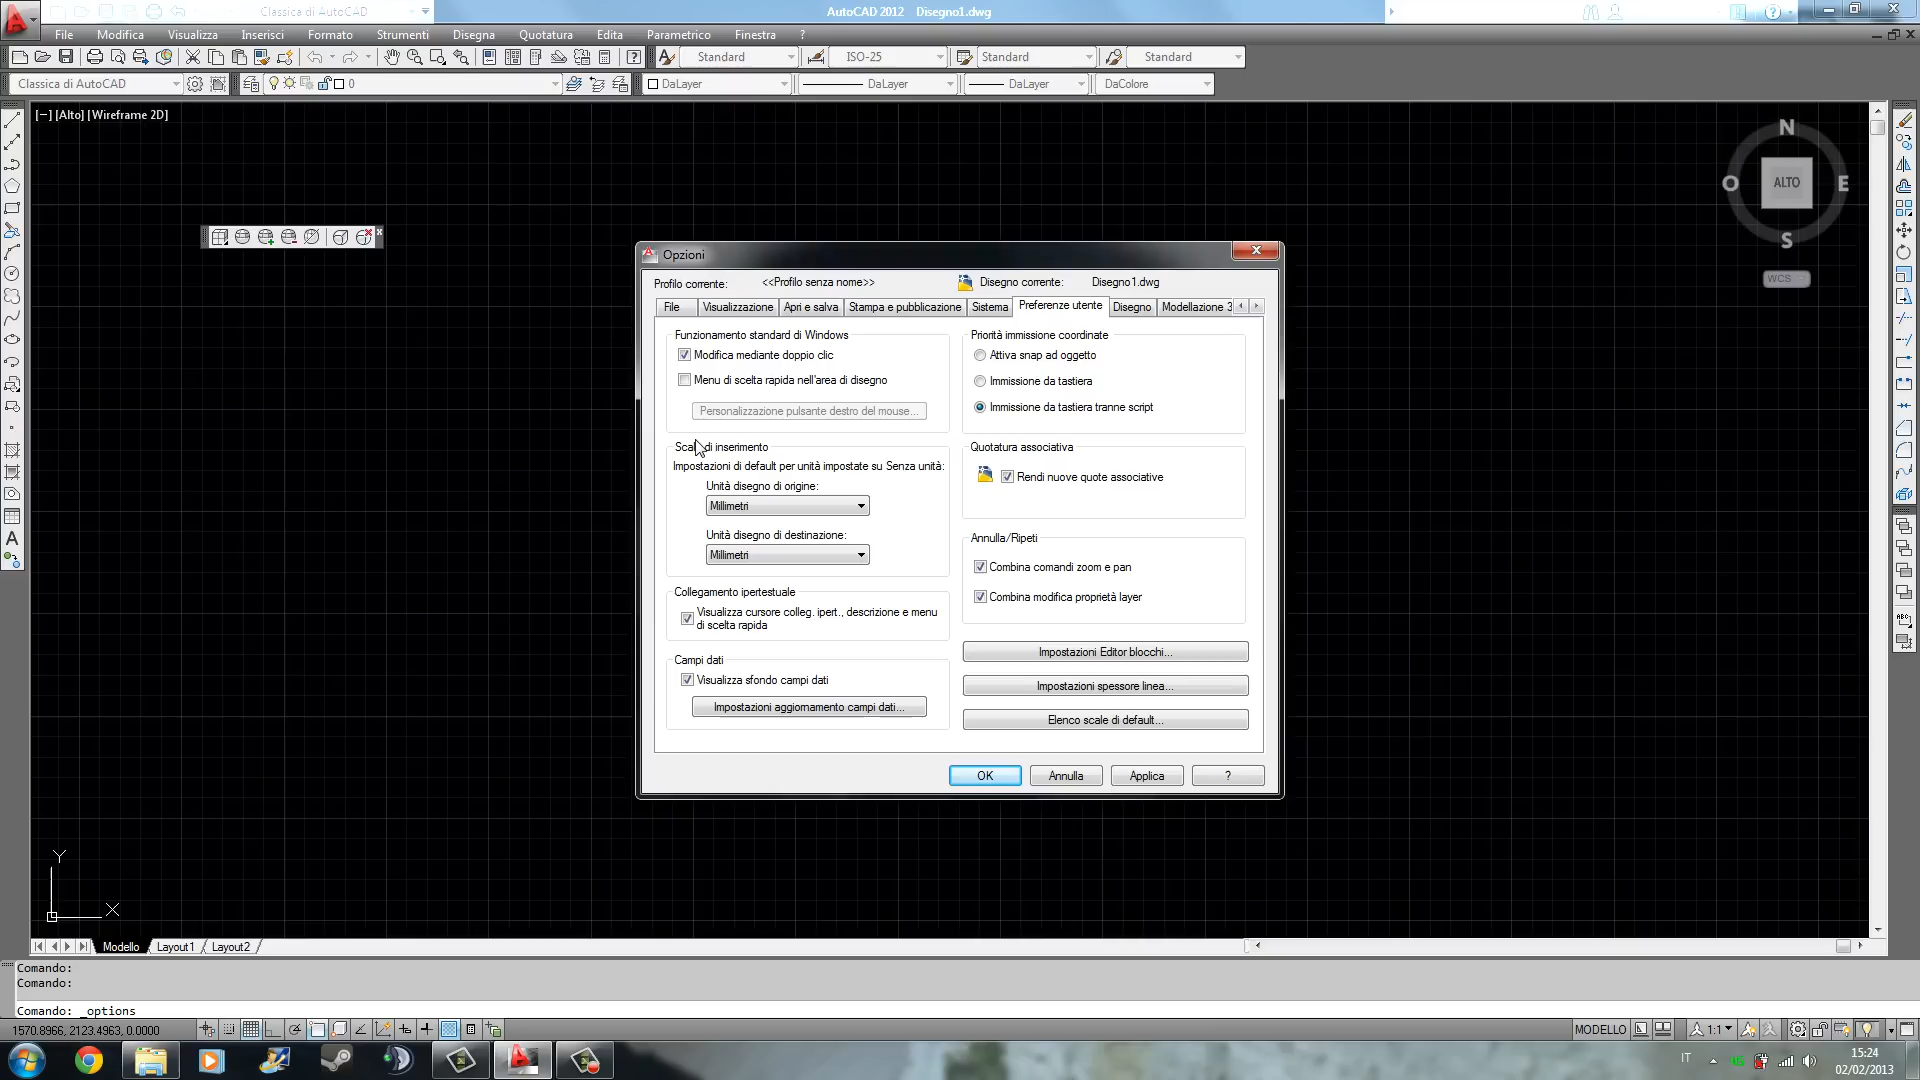 Classica di AutoCAD
AutoCAD 2012 Disegno1.dwg
File Modifica Visualizza Inserisci Formato Strumenti Disegna Quotatura Edita Parametrico Finestra ?
Standard ISO-25 Standard Standard
Classica di AutoCAD 0 DaLayer DaLayer DaLayer DaColore
[−] [Alto] [Wireframe 2D]
N
O ALTO E
S
WCS
Opzioni
Profilo corrente: <<Profilo senza nome>> Disegno corrente: Disegno1.dwg
File Visualizzazione Apri e salva Stampa e pubblicazione Sistema Preferenze utente Disegno Modellazione 3
Funzionamento standard di Windows
Modifica mediante doppio clic
Menu di scelta rapida nell'area di disegno
Personalizzazione pulsante destro del mouse...
Scala di inserimento
Impostazioni di default per unità impostate su Senza unità:
Unità disegno di origine:
Millimetri
Unità disegno di destinazione:
Millimetri
Collegamento ipertestuale
Visualizza cursore colleg. ipert., descrizione e menu
di scelta rapida
Campi dati
Visualizza sfondo campi dati
Impostazioni aggiornamento campi dati...
Priorità immissione coordinate
Attiva snap ad oggetto
Immissione da tastiera
Immissione da tastiera tranne script
Quotatura associativa
Rendi nuove quote associative
Annulla/Ripeti
Combina comandi zoom e pan
Combina modifica proprietà layer
Impostazioni Editor blocchi...
Impostazioni spessore linea...
Elenco scale di default...
OK Annulla Applica ?
Y
X
Modello Layout1 Layout2
Comando:
Comando:
Comando: _options
1570.8966, 2123.4963, 0.0000 MODELLO 1:1
IT 15:24
02/02/2013